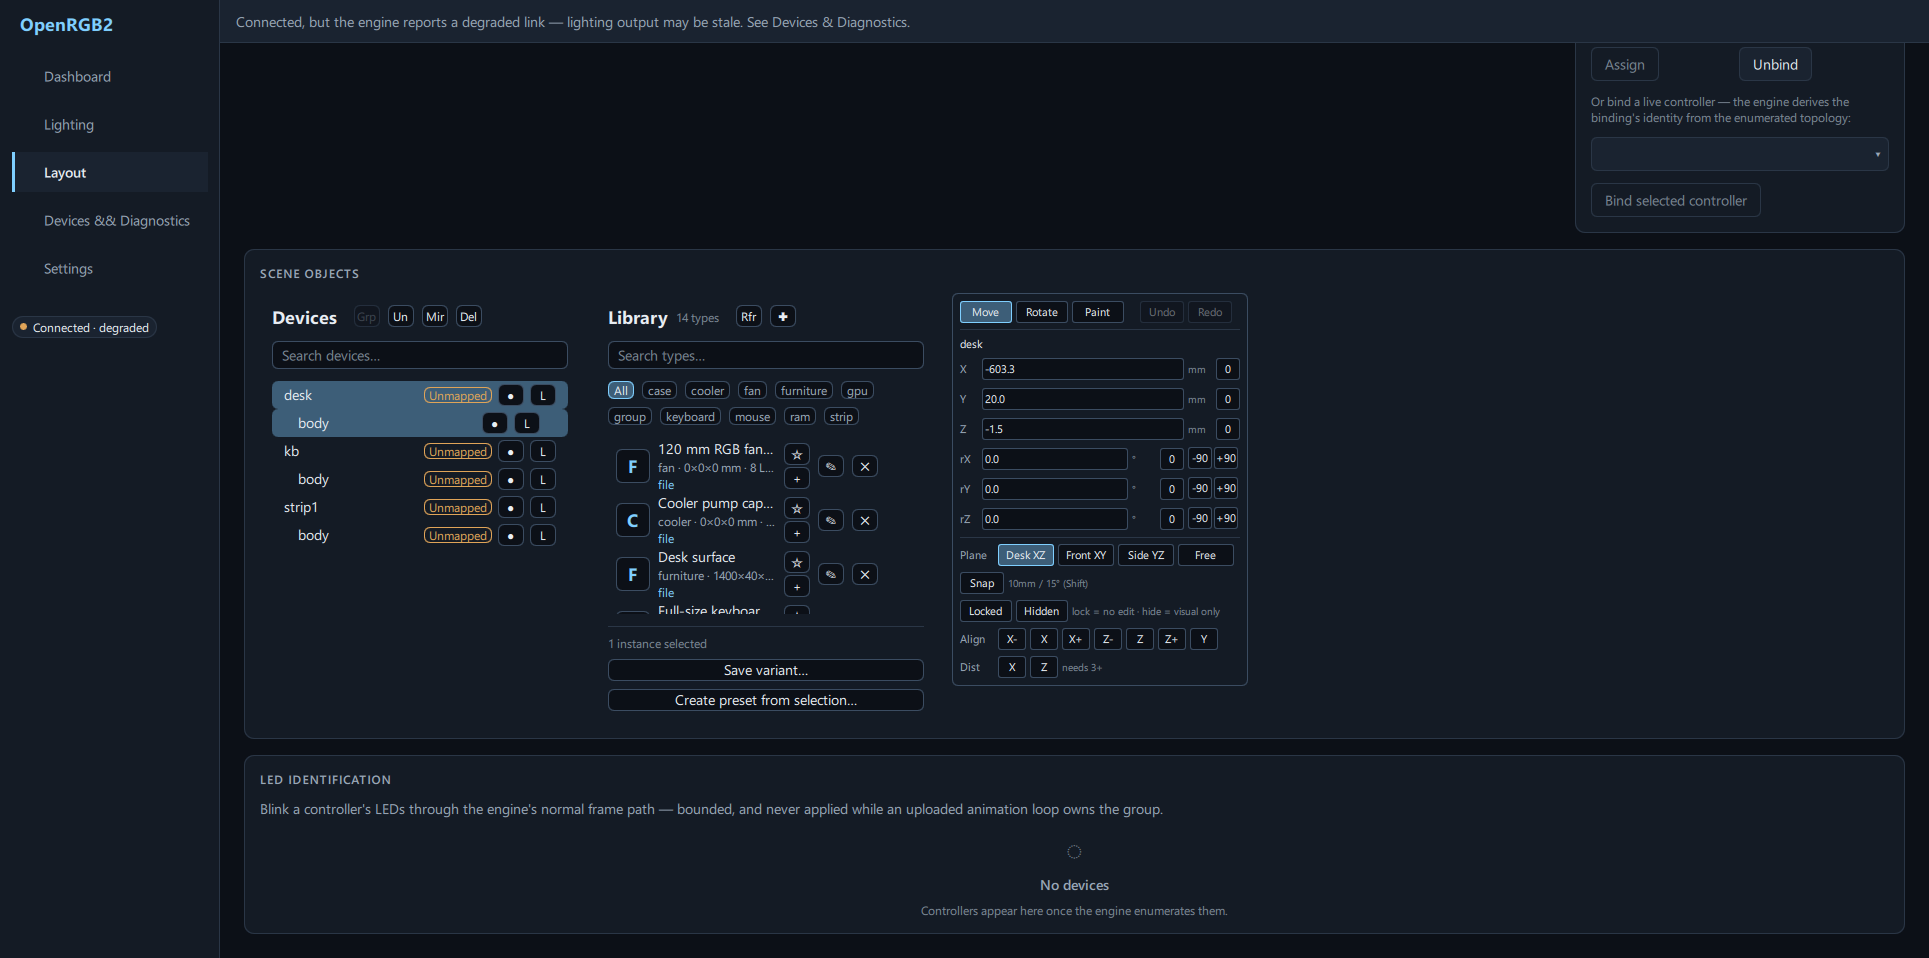 OpenRGB2
Dashboard
Lighting
Layout
Devices && Diagnostics
Settings
Connected · degraded
Connected, but the engine reports a degraded link — lighting output may be stale. See Devices & Diagnostics.
Assign
Unbind
Or bind a live controller — the engine derives the
binding's identity from the enumerated topology:
Bind selected controller
SCENE OBJECTS
Devices Grp Un Mir Del
Search devices...
desk Unmapped ● L
body ● L
kb Unmapped ● L
body Unmapped ● L
strip1 Unmapped ● L
body Unmapped ● L
Library 14 types Rfr ✚
Search types...
All case cooler fan furniture gpu
group keyboard mouse ram strip
F 120 mm RGB fan... ☆
fan · 0×0×0 mm · 8 L... ✎ ✕
file +
C Cooler pump cap... ☆
cooler · 0×0×0 mm · ... ✎ ✕
file +
F Desk surface ☆
furniture · 1400×40×... ✎ ✕
file +
Full-size keyboar
1 instance selected
Save variant...
Create preset from selection...
Move Rotate Paint Undo Redo
desk
X -603.3 mm 0
Y 20.0 mm 0
Z -1.5 mm 0
rX 0.0 ° 0 -90 +90
rY 0.0 ° 0 -90 +90
rZ 0.0 ° 0 -90 +90
Plane Desk XZ Front XY Side YZ Free
Snap 10mm / 15° (Shift)
Locked Hidden lock = no edit · hide = visual only
Align X- X X+ Z- Z Z+ Y
Dist X Z needs 3+
LED IDENTIFICATION
Blink a controller's LEDs through the engine's normal frame path — bounded, and never applied while an uploaded animation loop owns the group.
No devices
Controllers appear here once the engine enumerates them.